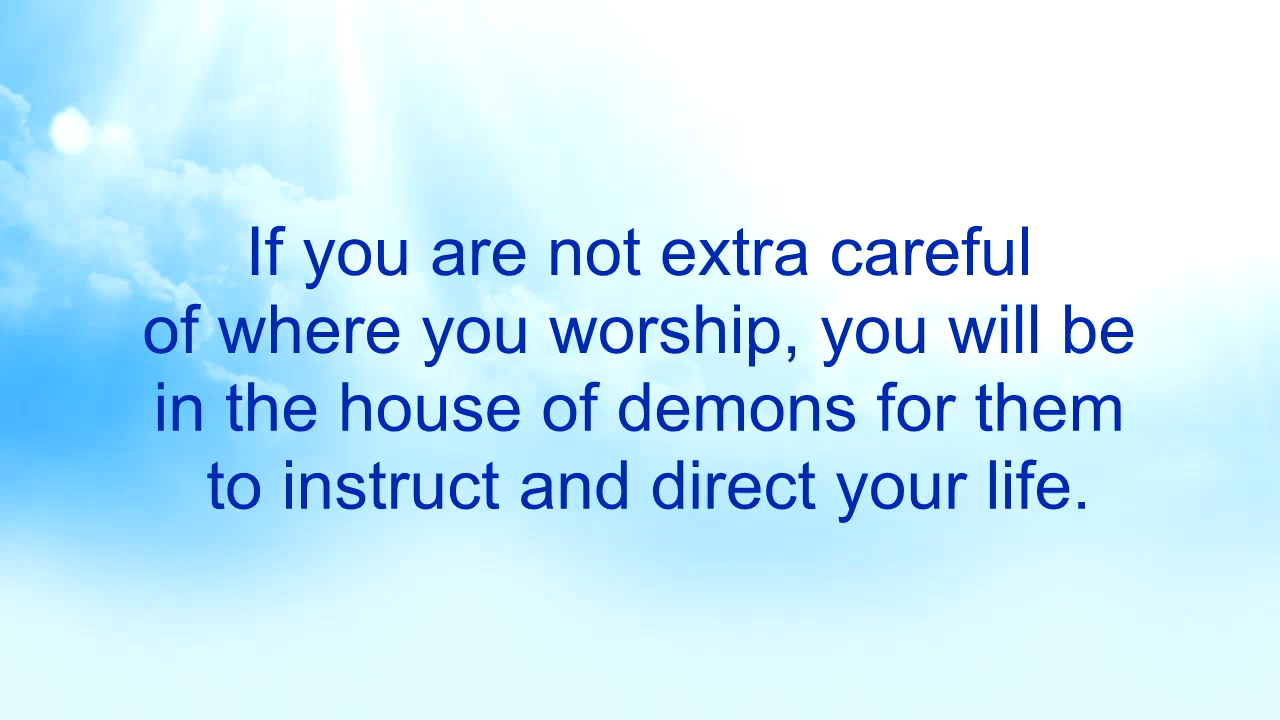 If you are not extra careful
of where you worship, you will be
in the house of demons for them
to instruct and direct your life.